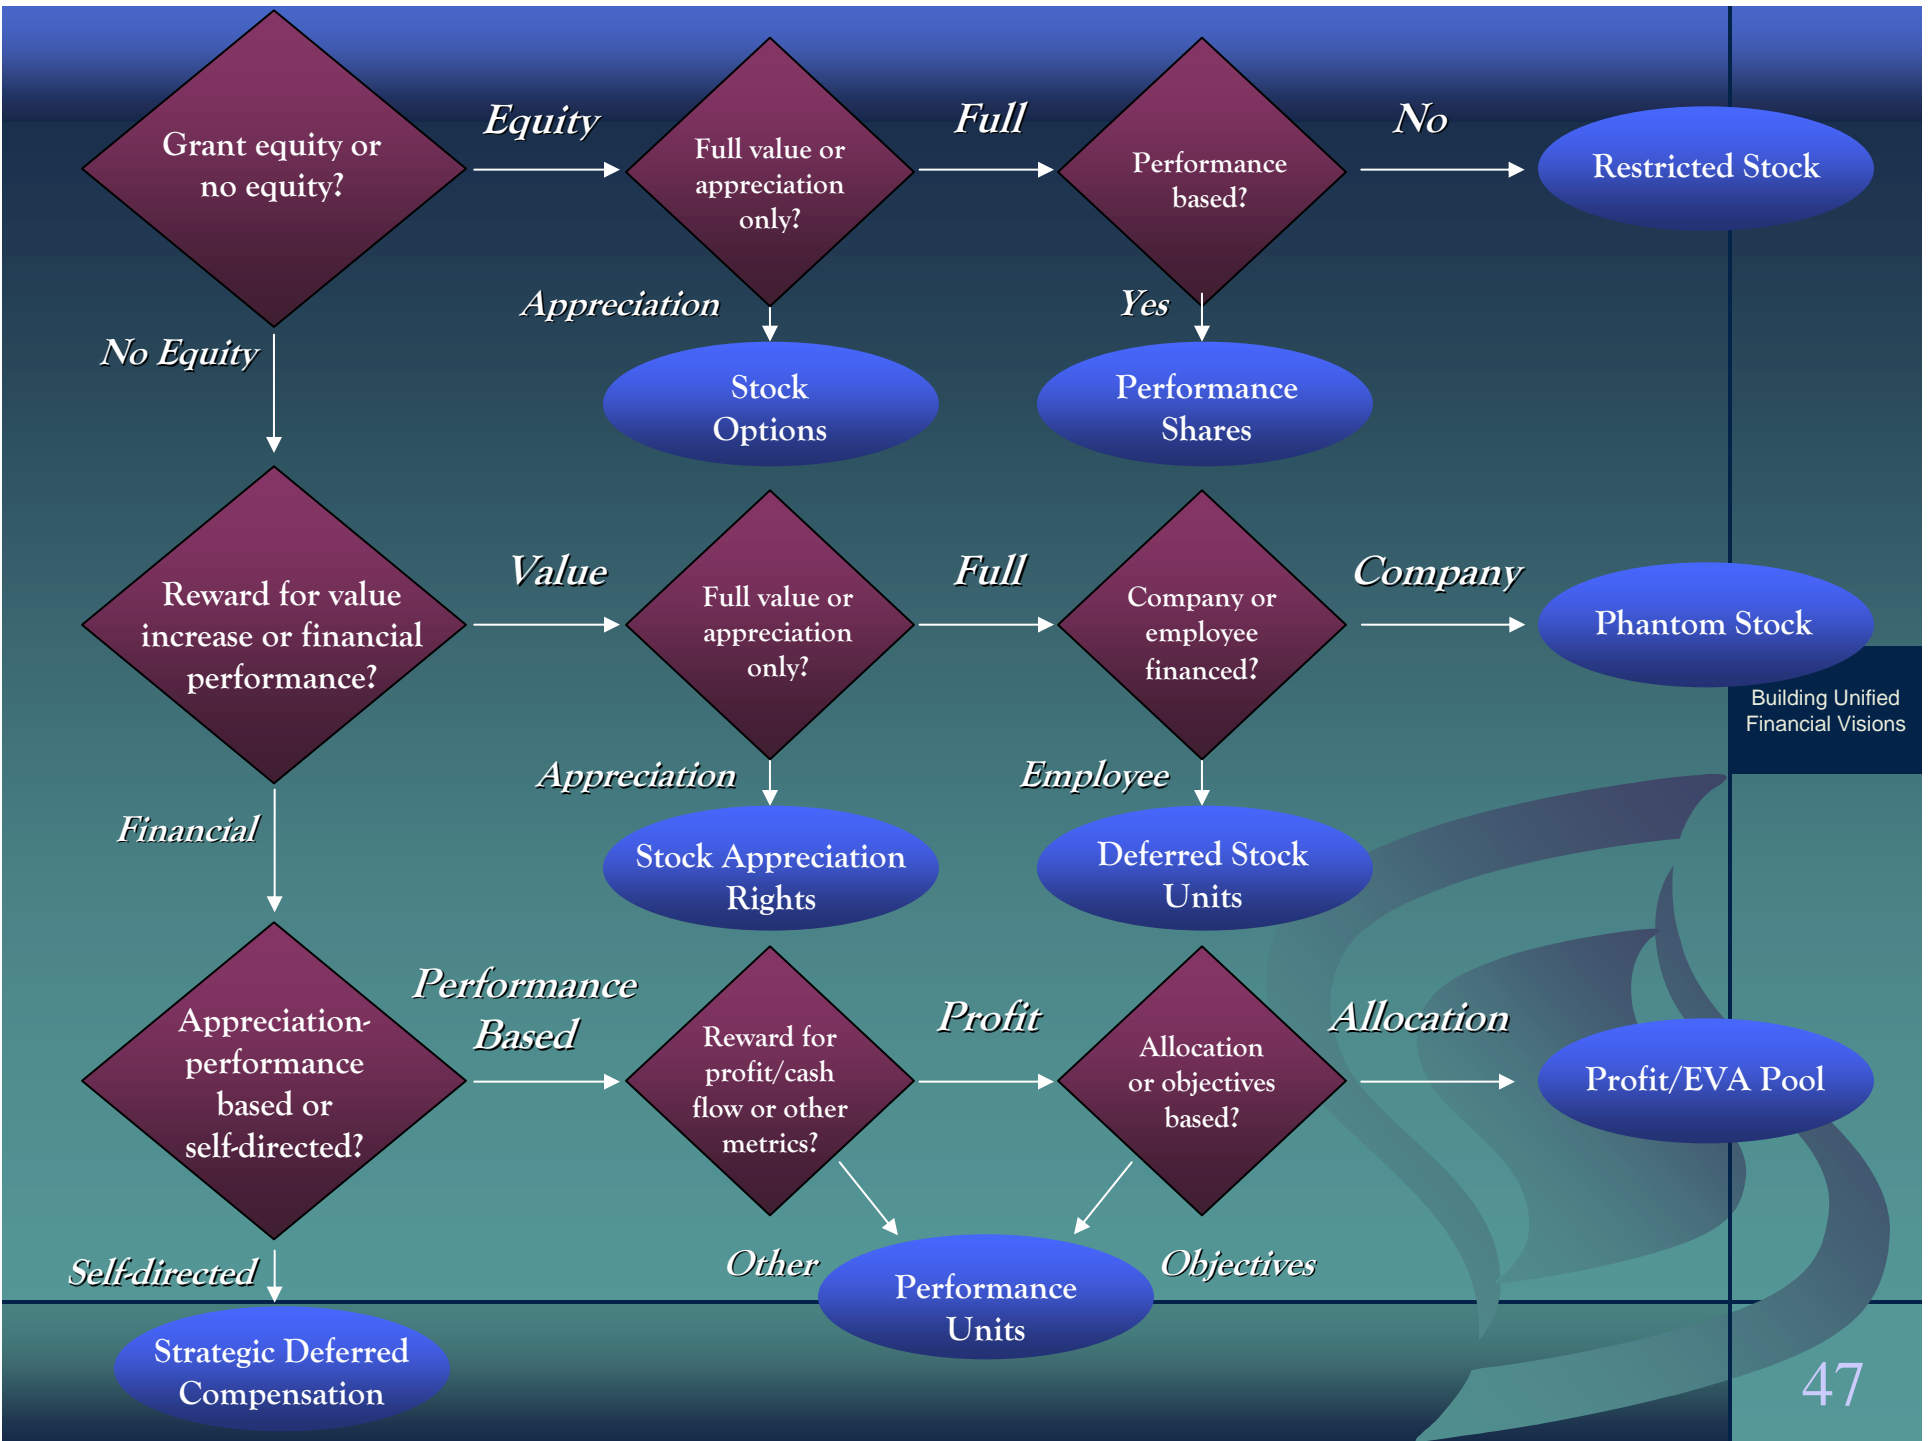 Grant equity or
no equity?
Equity
Full value or
appreciation
only?
Full
Performance
based?
No
Restricted Stock
No Equity
Appreciation
Stock
Options
Yes
Performance
Shares
Reward for value
increase or financial
performance?
Value
Full value or
appreciation
only?
Full
Company or
employee
financed?
Company
Phantom Stock
Building Unified
Financial Visions
Financial
Appreciation
Stock Appreciation
Rights
Employee
Deferred Stock
Units
Appreciation-
performance
based or
self-directed?
Performance
Based
Reward for
profit/cash
flow or other
metrics?
Profit
Allocation
or objectives
based?
Allocation
Profit/EVA Pool
Self-directed
Other
Performance
Units
Objectives
Strategic Deferred
Compensation
47